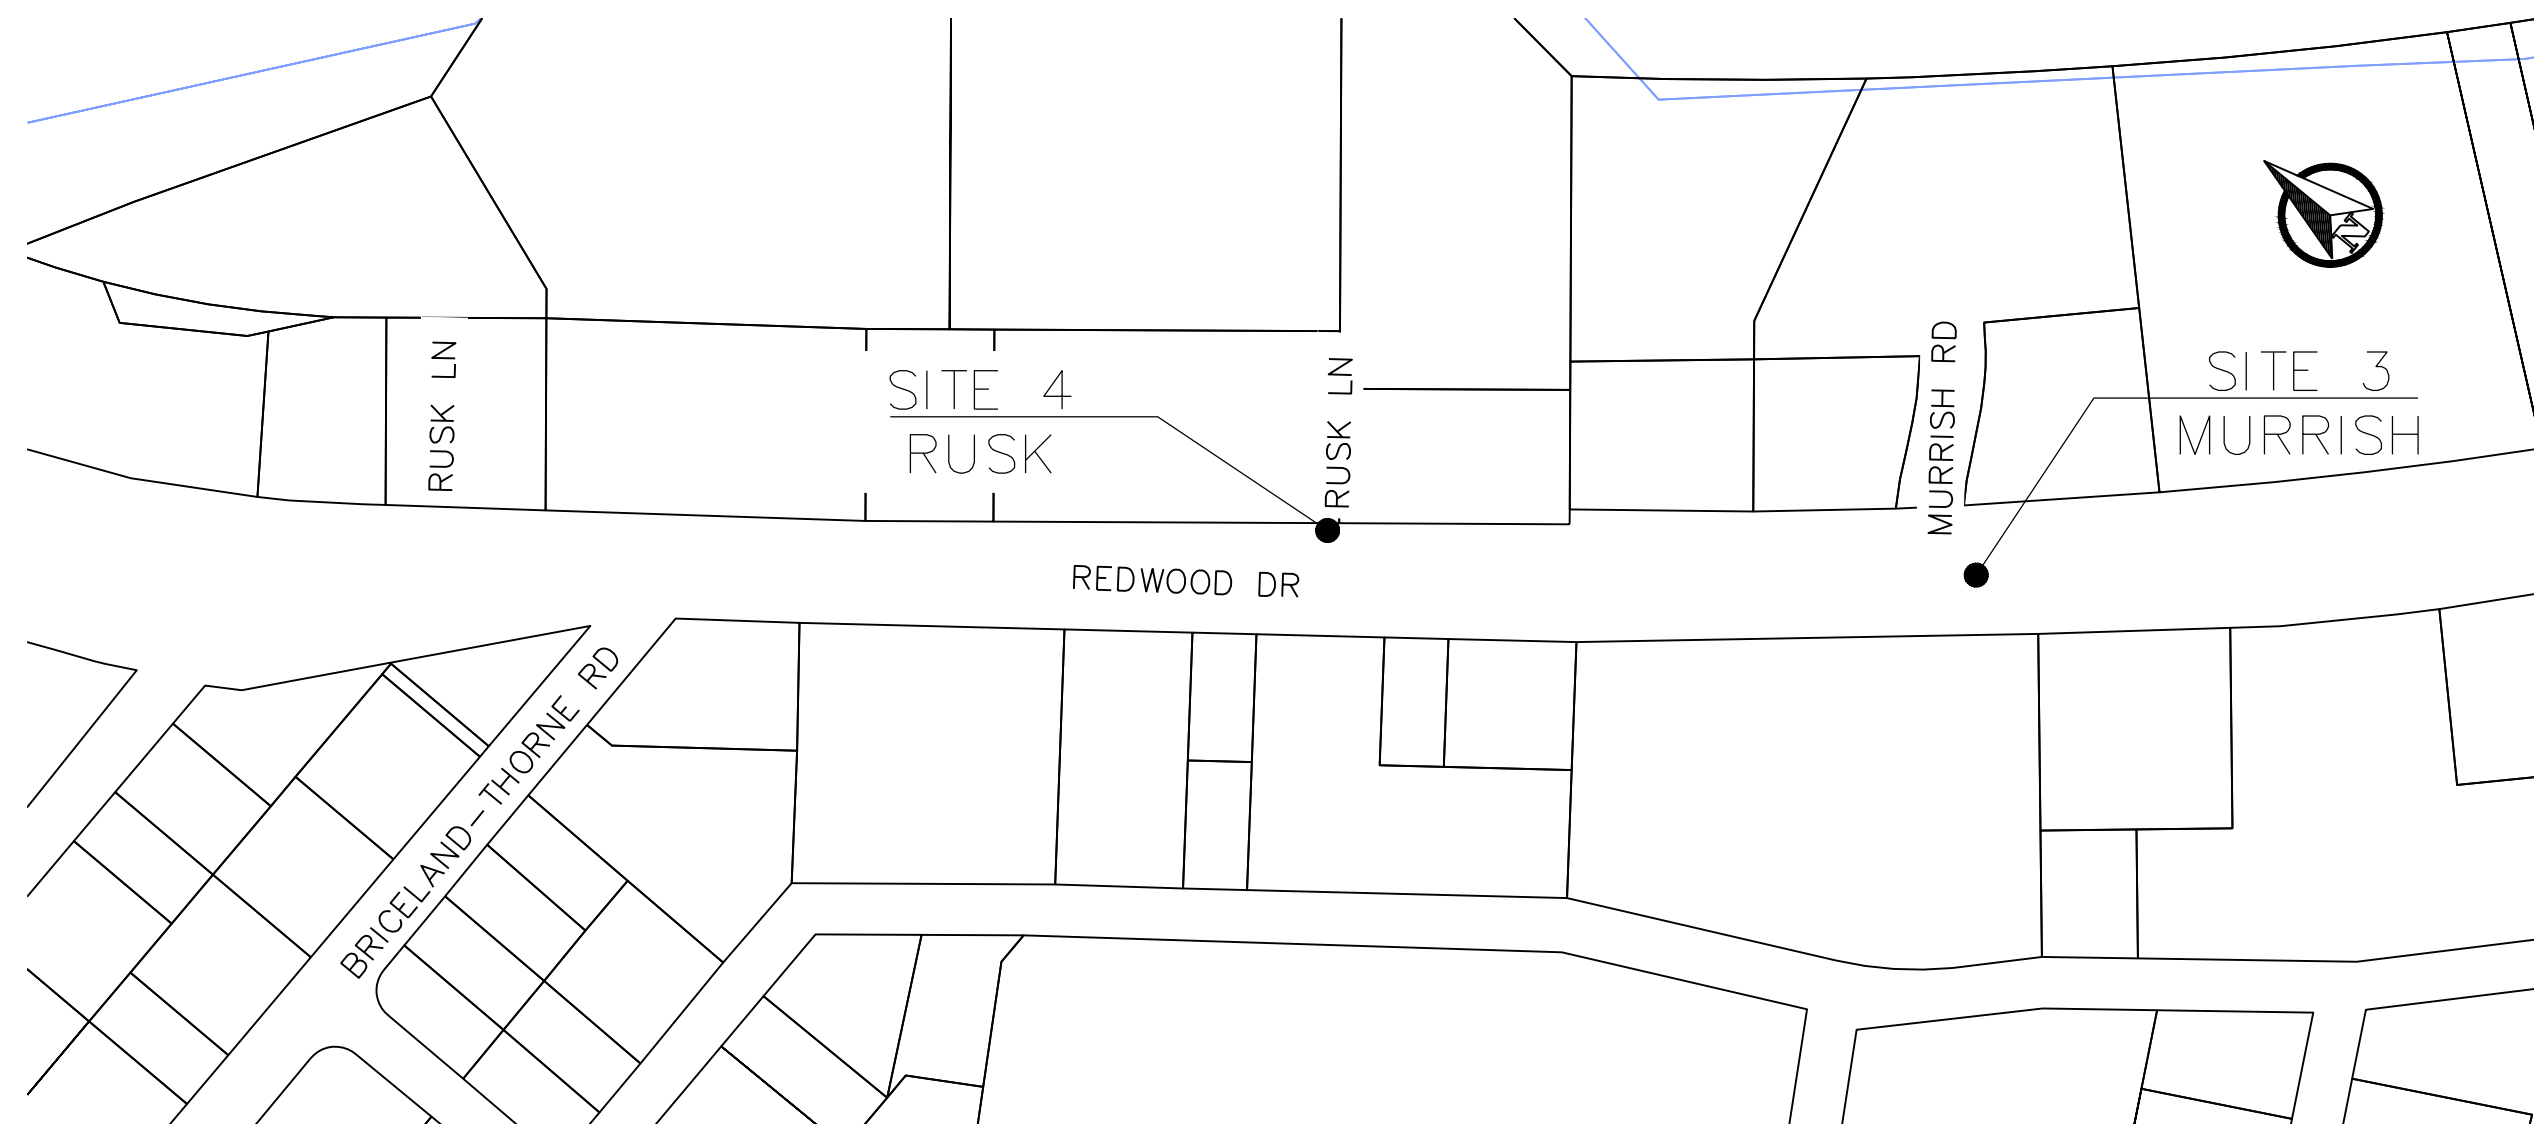 N
SITE 4
RUSK
SITE 3
MURRISH
RUSK LN
RUSK LN
MURRISH RD
REDWOOD DR
BRICELAND-THORNE RD